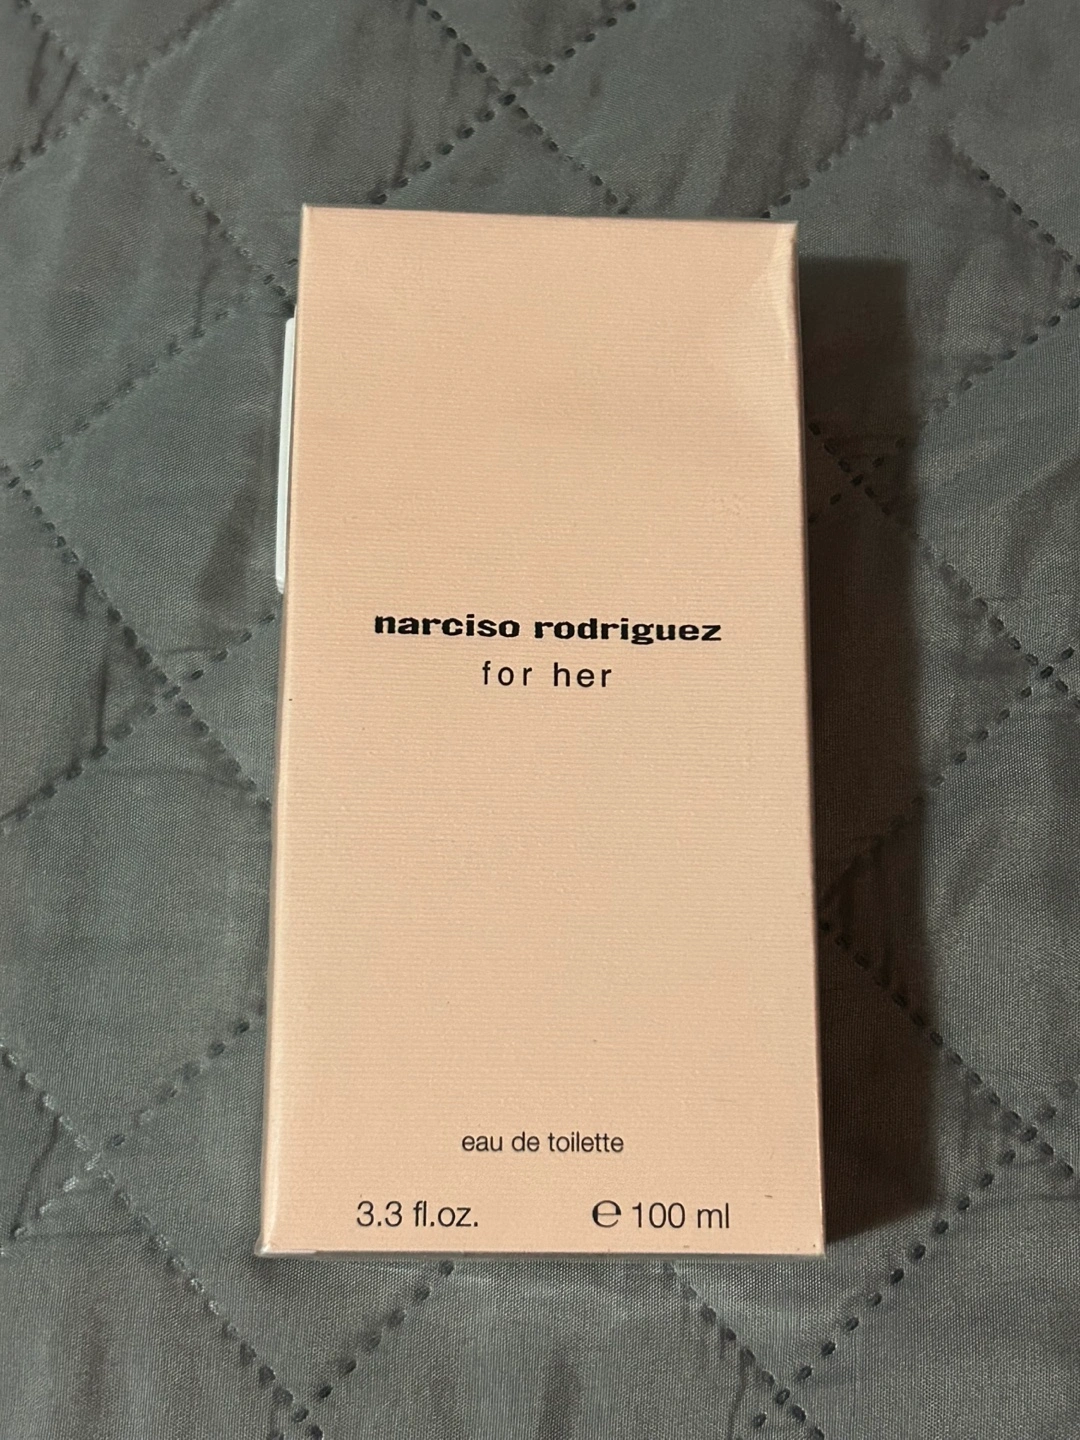 narciso rodriguez
for her
eau de toilette
3.3 fl.oz. ℮ 100 ml